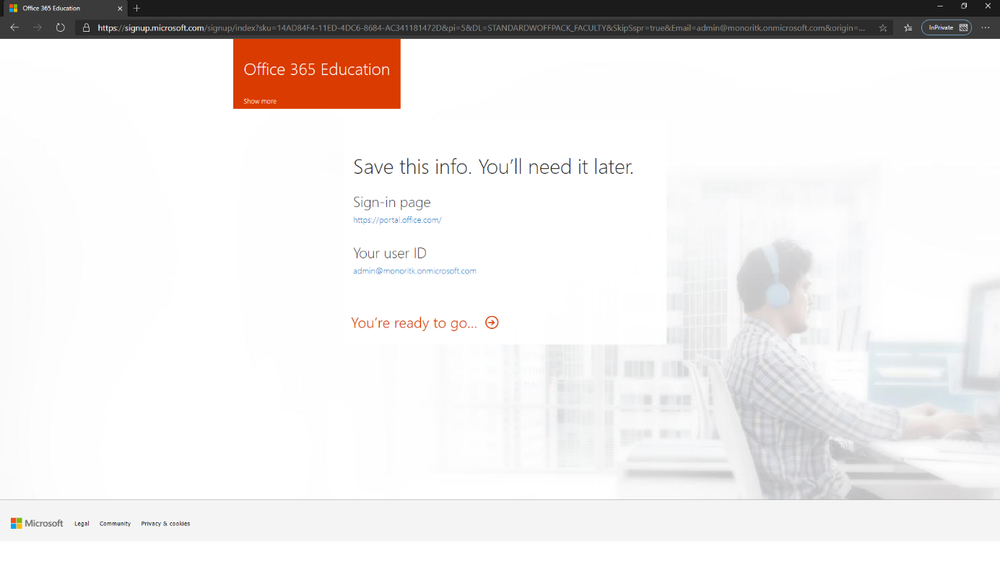 Office 365 Education
https://signup.microsoft.com/signup/index?sku=14AD84F4-11ED-4DC6-8684-AC341181472D&pi=5&DL=STANDARDWOFFPACK_FACULTY&SkipSspr=true&Email=admin@monoritk.onmicrosoft.com&origin=...
InPrivate
Office 365 Education
Show more
Save this info. You'll need it later.
Sign-in page
https://portal.office.com/
Your user ID
admin@monoritk.onmicrosoft.com
You're ready to go...
Microsoft Legal Community Privacy & cookies